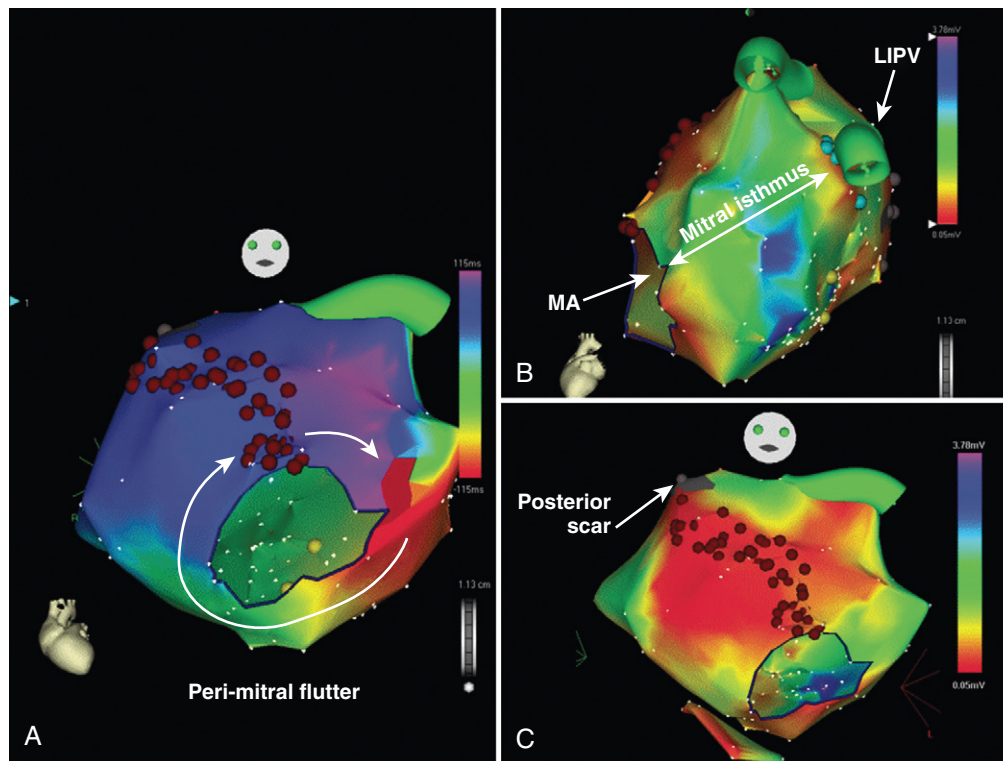 115ms
-115ms
1
R
1.13 cm
Peri-mitral flutter
A
3.78mV
LIPV
Mitral isthmus
0.05mV
MA
1.13 cm
B
3.78mV
Posterior
scar
0.05mV
L
C